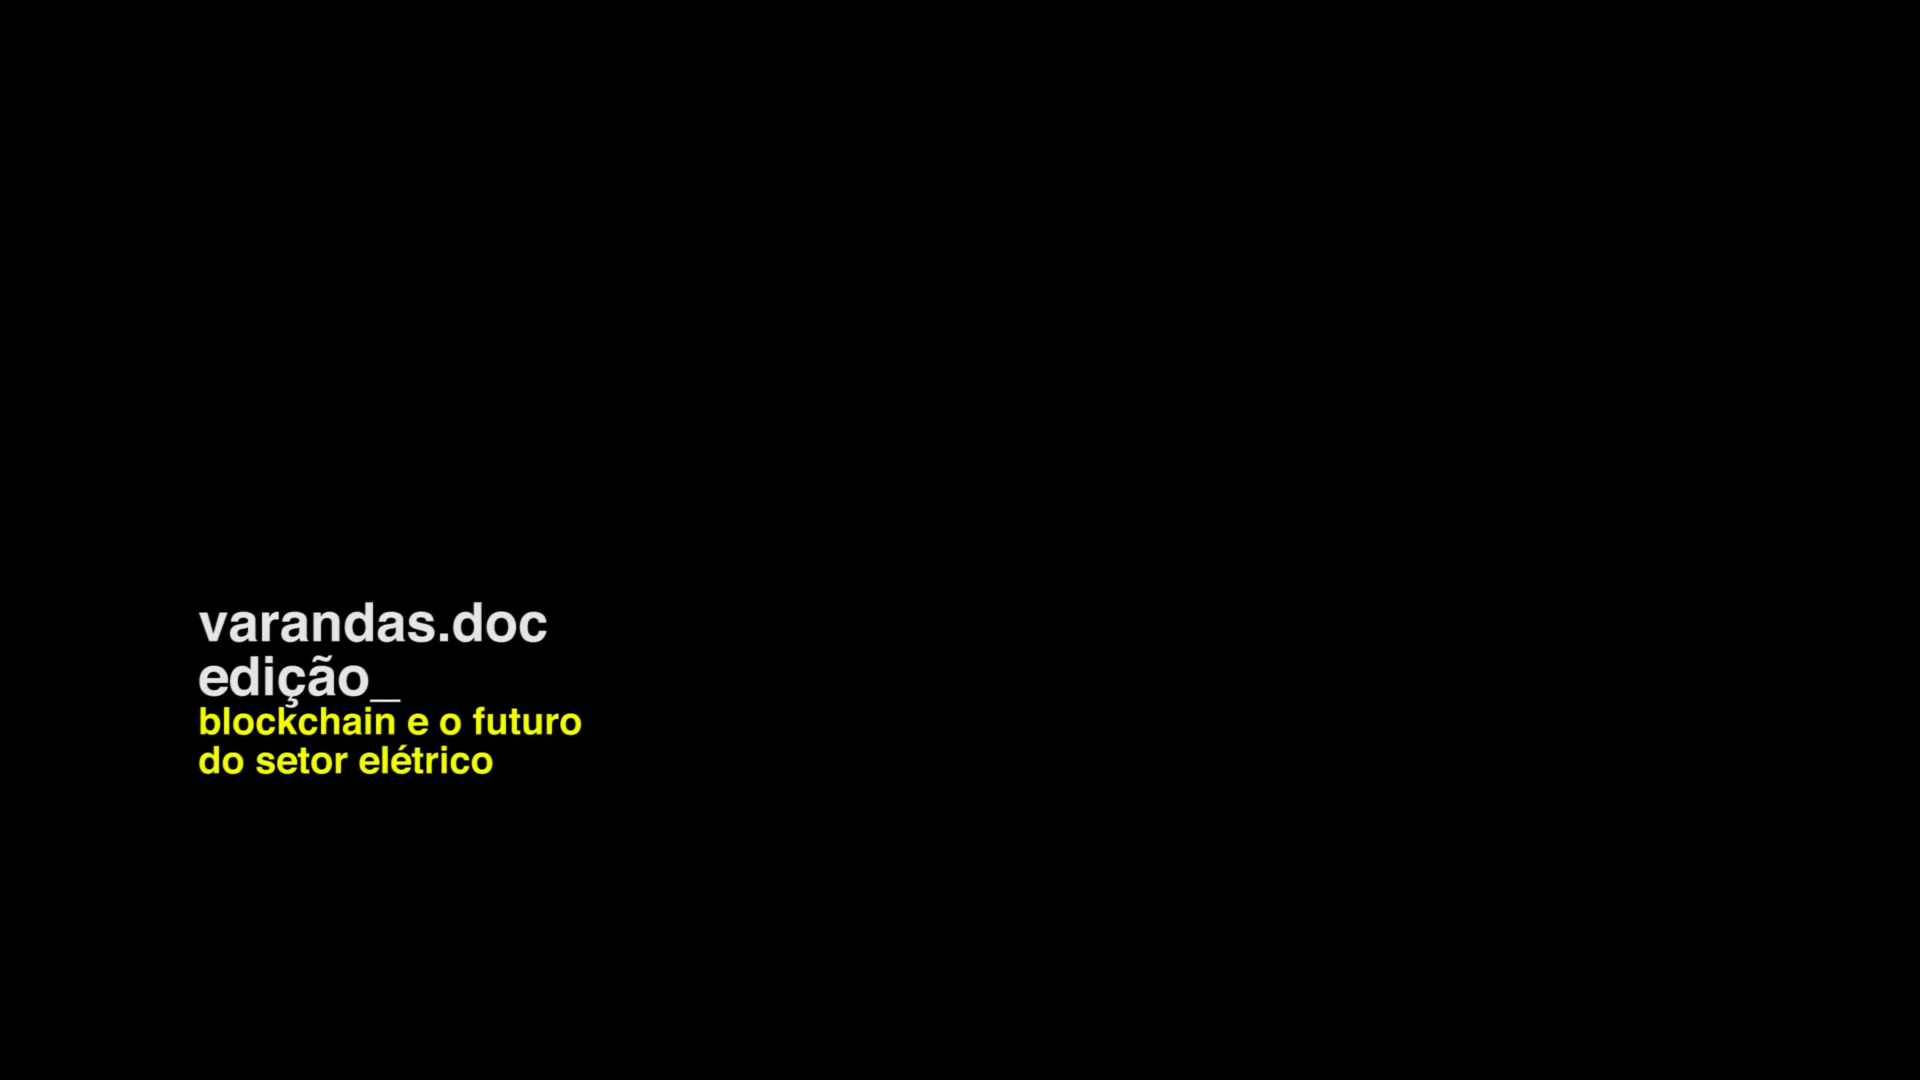 varandas.doc
edição_
blockchain e o futuro
do setor elétrico